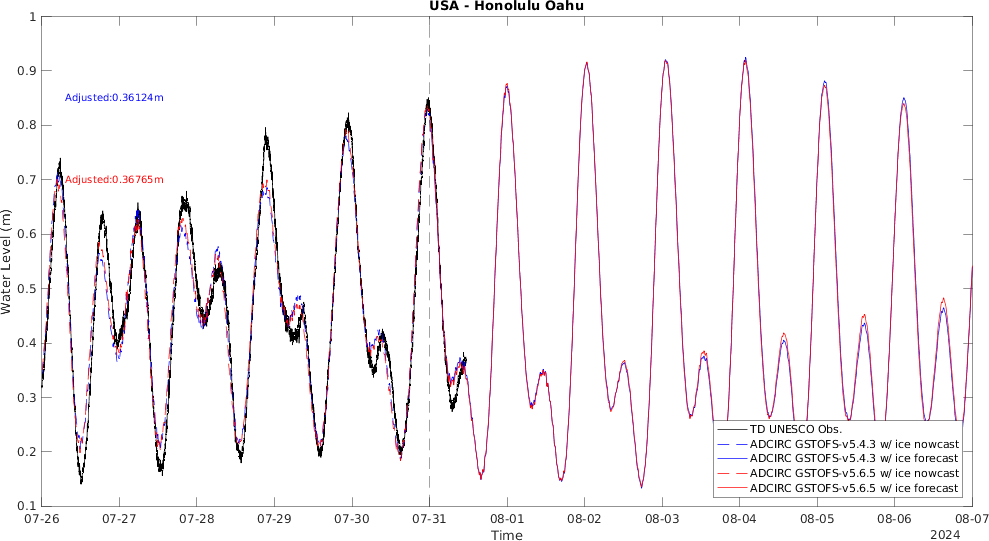 USA - Honolulu Oahu
Water Level (m)
1
0.9
0.8
0.7
0.6
0.5
0.4
0.3
0.2
0.1
Adjusted:0.36124m
Adjusted:0.36765m
TD UNESCO Obs.
ADCIRC GSTOFS-v5.4.3 w/ ice nowcast
ADCIRC GSTOFS-v5.4.3 w/ ice forecast
ADCIRC GSTOFS-v5.6.5 w/ ice nowcast
ADCIRC GSTOFS-v5.6.5 w/ ice forecast
07-26 07-27 07-28 07-29 07-30 07-31 08-01 08-02 08-03 08-04 08-05 08-06 08-07
Time
2024